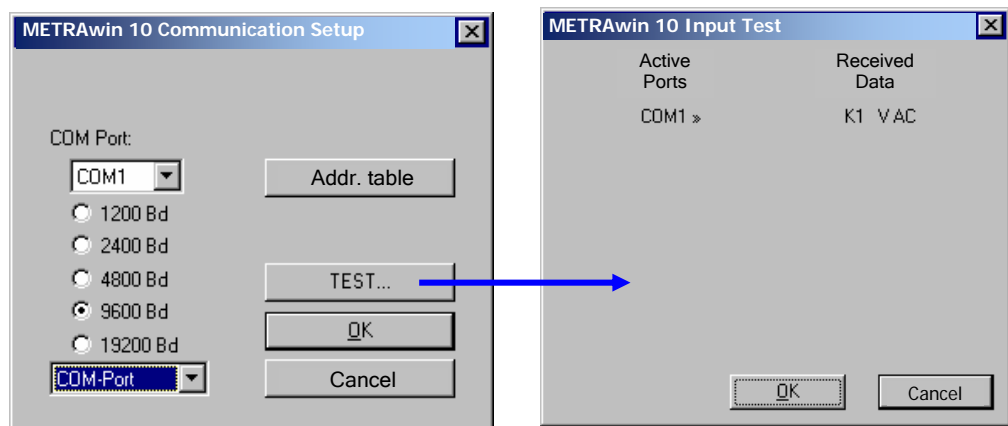 METRAwin 10 Communication Setup
COM Port:
COM1
Addr. table
1200 Bd
2400 Bd
4800 Bd
TEST...
9600 Bd
OK
19200 Bd
COM-Port
Cancel
METRAwin 10 Input Test
Active Ports
Received Data
COM1 »
K1 V AC
OK
Cancel